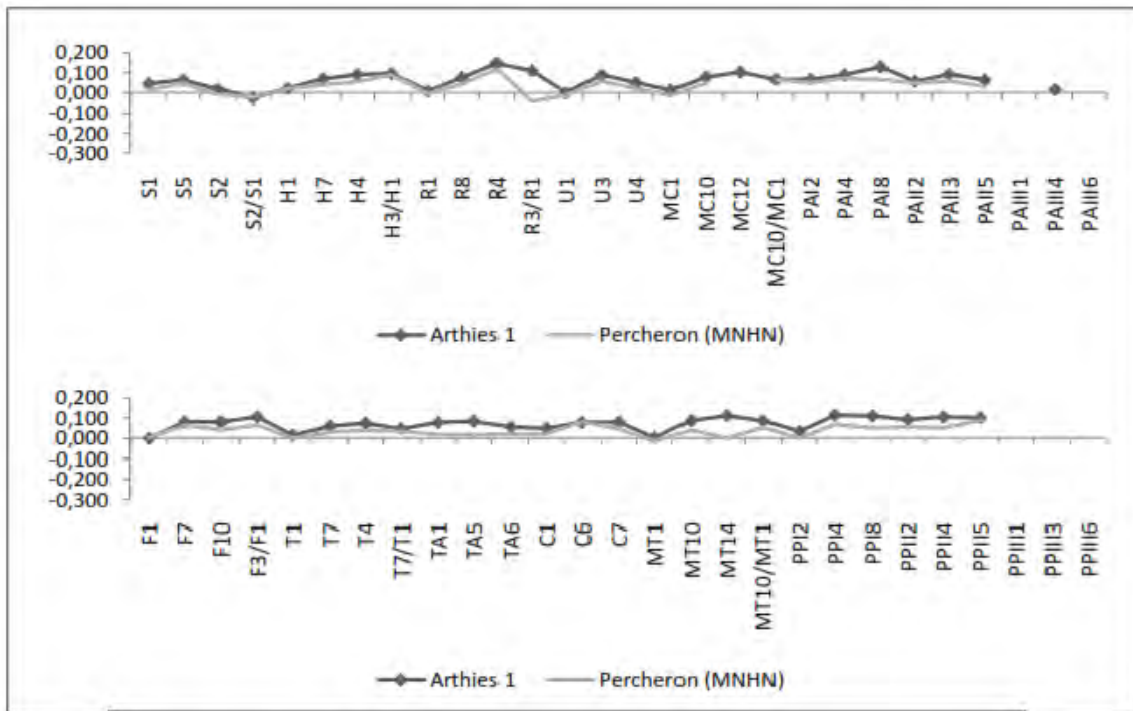 0,200
0,100
0,000
-0,100
-0,200
-0,300
S1
S5
S2
S2/S1
H1
H7
H4
H3/H1
R1
R8
R4
R3/R1
U1
U3
U4
MC1
MC10
MC12
MC10/MC1
PAI2
PAI4
PAI8
PAII2
PAII3
PAII5
PAIII1
PAIII4
PAIII6
Arthies 1 Percheron (MNHN)
0,200
0,100
0,000
-0,100
-0,200
-0,300
F1
F7
F10
F3/F1
T1
T7
T4
T7/T1
TA1
TA5
TA6
C1
C6
C7
MT1
MT10
MT14
MT10/MT1
PPI2
PPI4
PPI8
PPII2
PPII4
PPII5
PPIII1
PPIII3
PPIII6
Arthies 1 Percheron (MNHN)